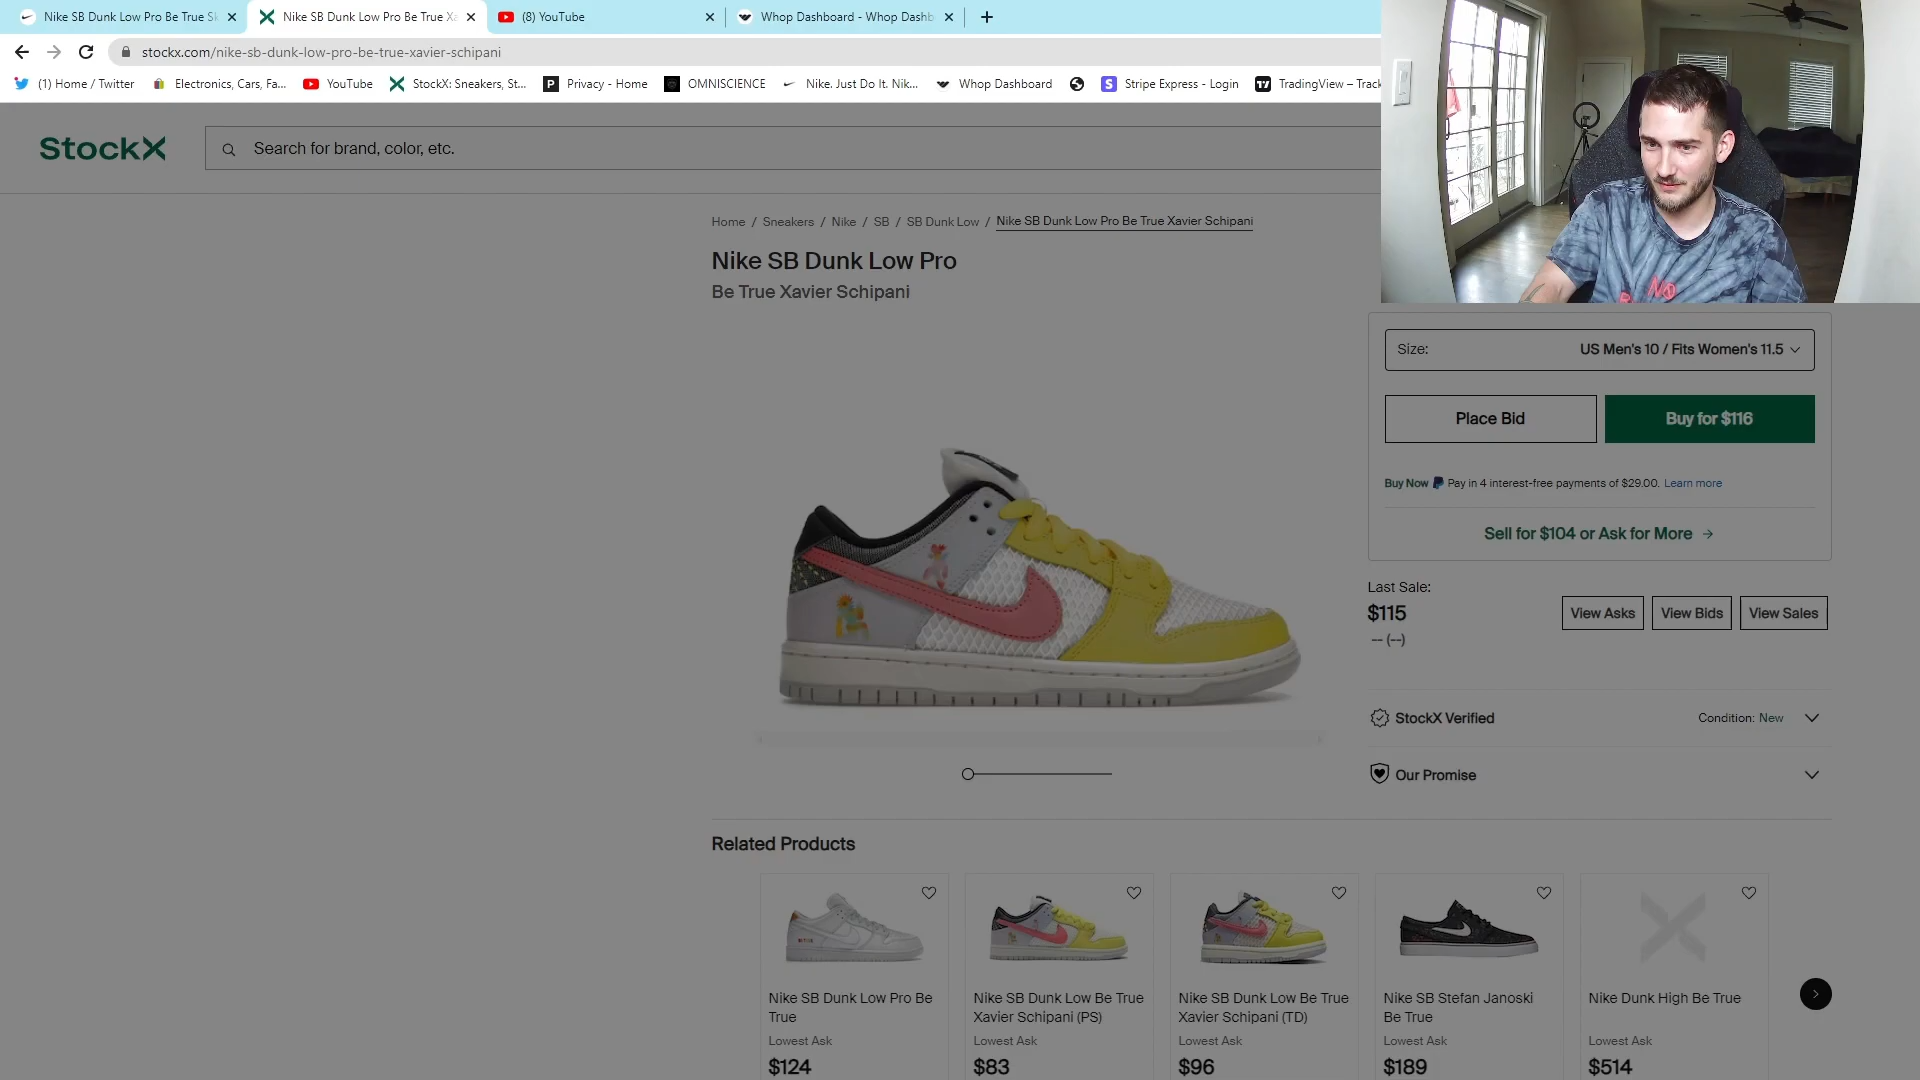 Nike SB Dunk Low Pro Be True Sk
Nike SB Dunk Low Pro Be True Xa
(8) YouTube
Whop Dashboard - Whop Dashb
stockx.com/nike-sb-dunk-low-pro-be-true-xavier-schipani
(1) Home / Twitter
Electronics, Cars, Fa...
YouTube
StockX: Sneakers, St...
P
Privacy - Home
OMNISCIENCE
Nike. Just Do It. Nik...
Whop Dashboard
S
Stripe Express - Login
TradingView – Track
StockX
Search for brand, color, etc.
Home / Sneakers / Nike / SB / SB Dunk Low / Nike SB Dunk Low Pro Be True Xavier Schipani
Nike SB Dunk Low Pro
Be True Xavier Schipani
NO
Size:
US Men's 10 / Fits Women's 11.5
Place Bid
Buy for $116
Buy Now Pay in 4 interest-free payments of $29.00. Learn more
Sell for $104 or Ask for More →
Last Sale:
$115
-- (--)
View Asks
View Bids
View Sales
StockX Verified
Condition: New
Our Promise
Related Products
Nike SB Dunk Low Pro Be
True
Lowest Ask
$124
Nike SB Dunk Low Be True
Xavier Schipani (PS)
Lowest Ask
$83
Nike SB Dunk Low Be True
Xavier Schipani (TD)
Lowest Ask
$96
Nike SB Stefan Janoski
Be True
Lowest Ask
$189
Nike Dunk High Be True
Lowest Ask
$514